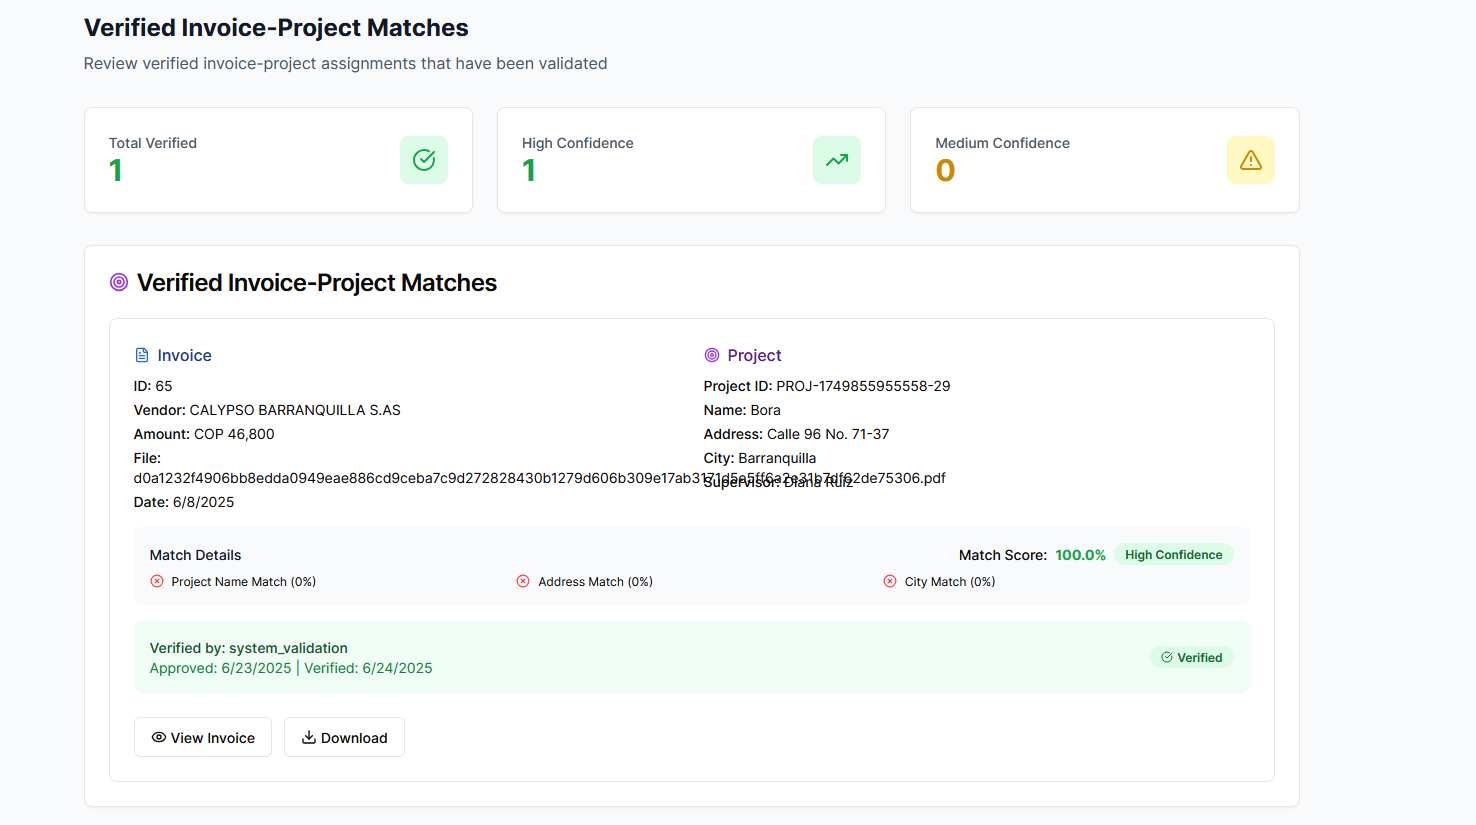 Verified Invoice-Project Matches
Review verified invoice-project assignments that have been validated
Total Verified
1
High Confidence
1
Medium Confidence
0
Verified Invoice-Project Matches
Invoice
ID: 65
Vendor: CALYPSO BARRANQUILLA S.AS
Amount: COP 46,800
File:
d0a1232f4906bb8edda0949eae886cd9ceba7c9d272828430b1279d606b309e17ab3171d5e5ff6a2e31b7df62de75306.pdf
Date: 6/8/2025
Project
Project ID: PROJ-1749855955558-29
Name: Bora
Address: Calle 96 No. 71-37
City: Barranquilla
Supervisor: Diana Ruiz
Match Details
Match Score: 100.0% High Confidence
Project Name Match (0%)
Address Match (0%)
City Match (0%)
Verified by: system_validation
Approved: 6/23/2025 | Verified: 6/24/2025
Verified
View Invoice
Download